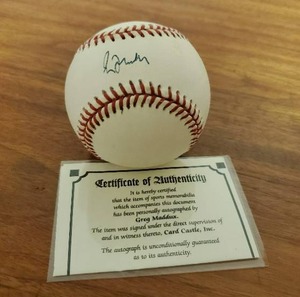 Certificate of Authenticity
It is hereby certified
that the item of sports memorabilia
which accompanies this document
has been personally autographed by
Greg Maddux.
The item was signed under the direct supervision of
and in witness thereto, Card Castle, Inc.
The autograph is unconditionally guaranteed
as to its authenticity.